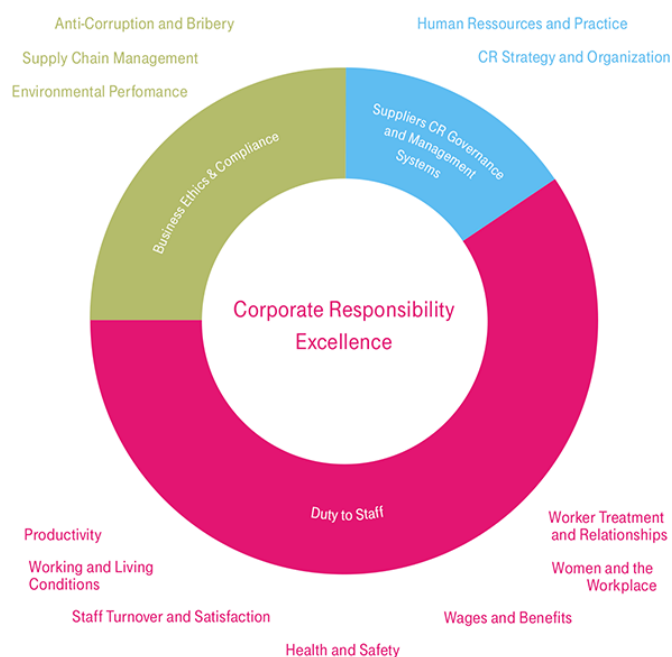 Anti-Corruption and Bribery
Supply Chain Management
Environmental Perfomance
Human Ressources and Practice
CR Strategy and Organization
Business Ethics & Compliance
Suppliers CR Governance
and Management
Systems
Corporate Responsibility
Excellence
Duty to Staff
Productivity
Working and Living
Conditions
Staff Turnover and Satisfaction
Health and Safety
Wages and Benefits
Women and the
Workplace
Worker Treatment
and Relationships